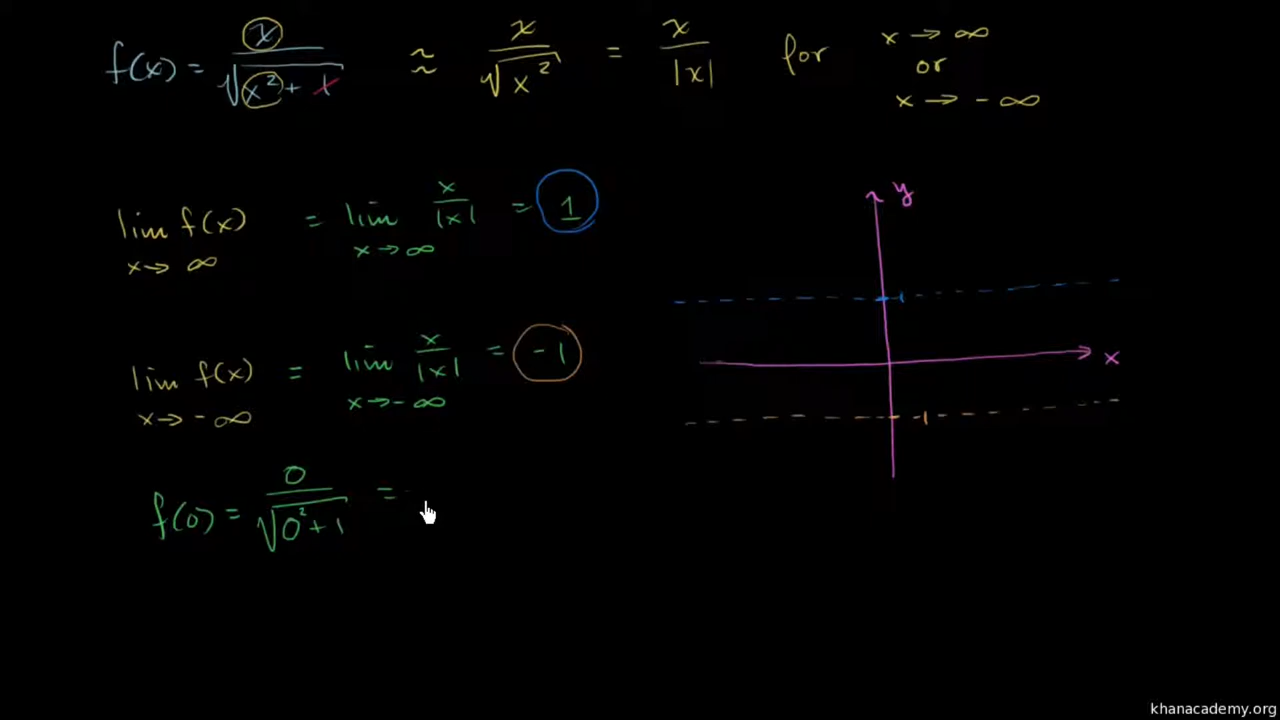 f(x) = x/√(x² + 1) ≈ x/√(x²) = x/|x| for x → ∞ or x → -∞
y
lim x→∞ f(x) = lim x→∞ x/|x| = 1
1
x
lim x→-∞ f(x) = lim x→-∞ x/|x| = -1
-1
f(0) = 0/√(0² + 1) =
khanacademy.org